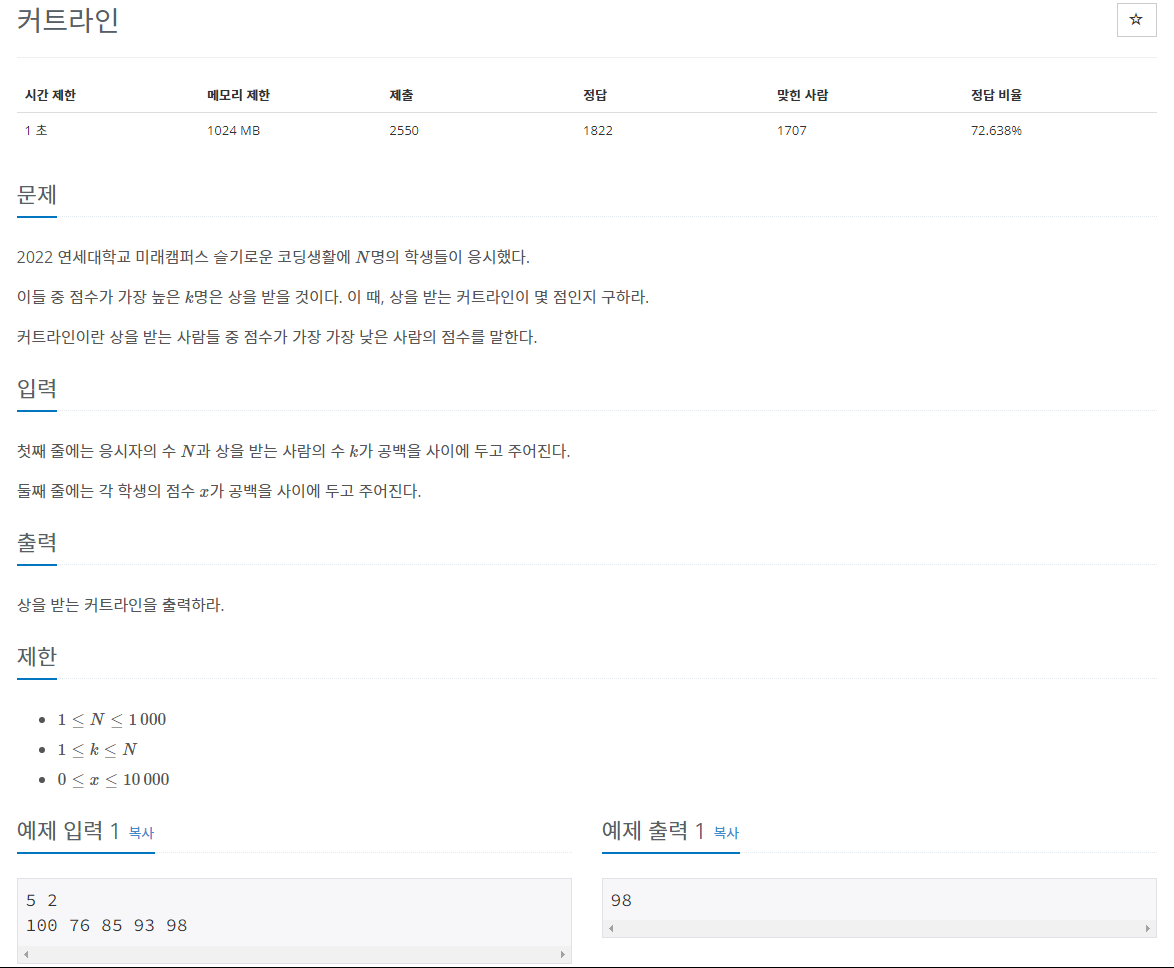 커트라인
☆
시간 제한 메모리 제한 제출 정답 맞힌 사람 정답 비율
1 초 1024 MB 2550 1822 1707 72.638%
문제
2022 연세대학교 미래캠퍼스 슬기로운 코딩생활에 N명의 학생들이 응시했다.
이들 중 점수가 가장 높은 k명은 상을 받을 것이다. 이 때, 상을 받는 커트라인이 몇 점인지 구하라.
커트라인이란 상을 받는 사람들 중 점수가 가장 가장 낮은 사람의 점수를 말한다.
입력
첫째 줄에는 응시자의 수 N과 상을 받는 사람의 수 k가 공백을 사이에 두고 주어진다.
둘째 줄에는 각 학생의 점수 x가 공백을 사이에 두고 주어진다.
출력
상을 받는 커트라인을 출력하라.
제한
• 1 ≤ N ≤ 1 000
• 1 ≤ k ≤ N
• 0 ≤ x ≤ 10 000
예제 입력 1 복사
5 2
100 76 85 93 98
예제 출력 1 복사
98